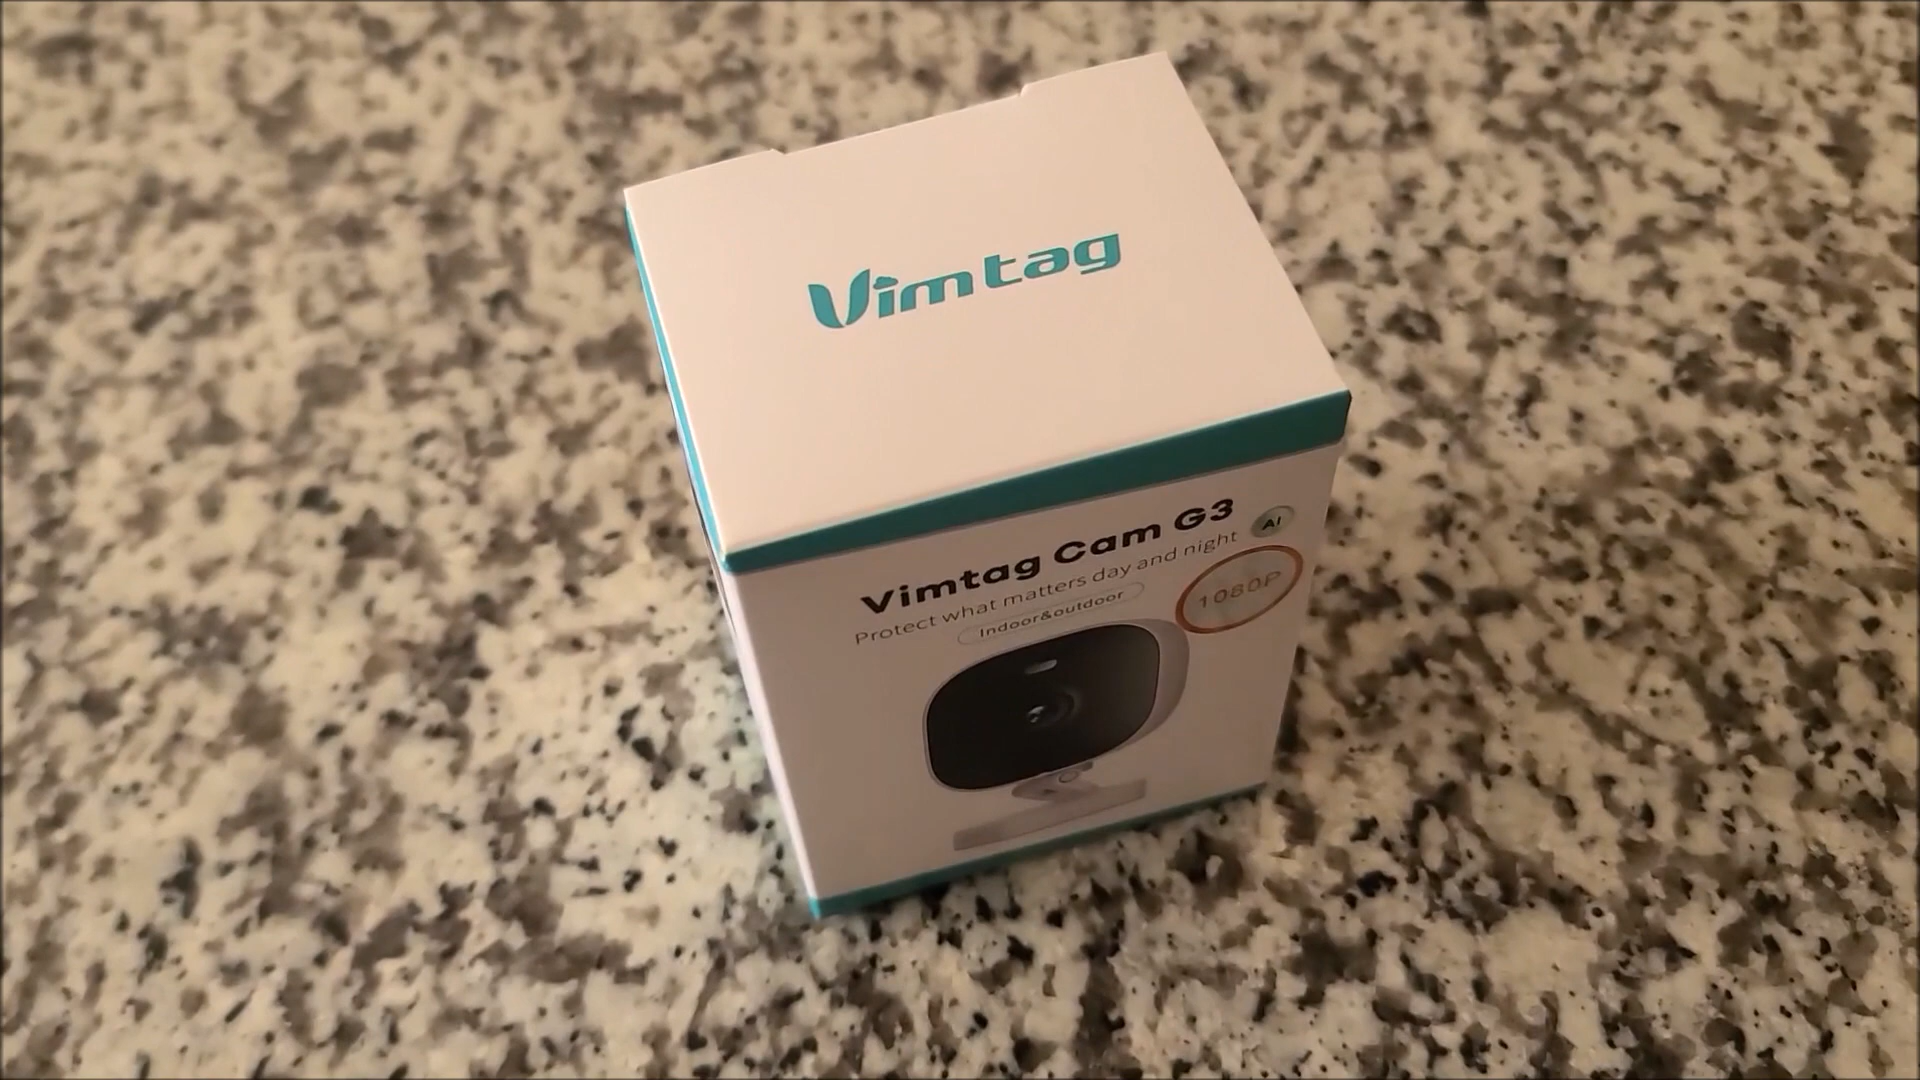 Vimtag
Vimtag Cam G3
AI
Protect what matters day and night
Indoor&outdoor
1080P